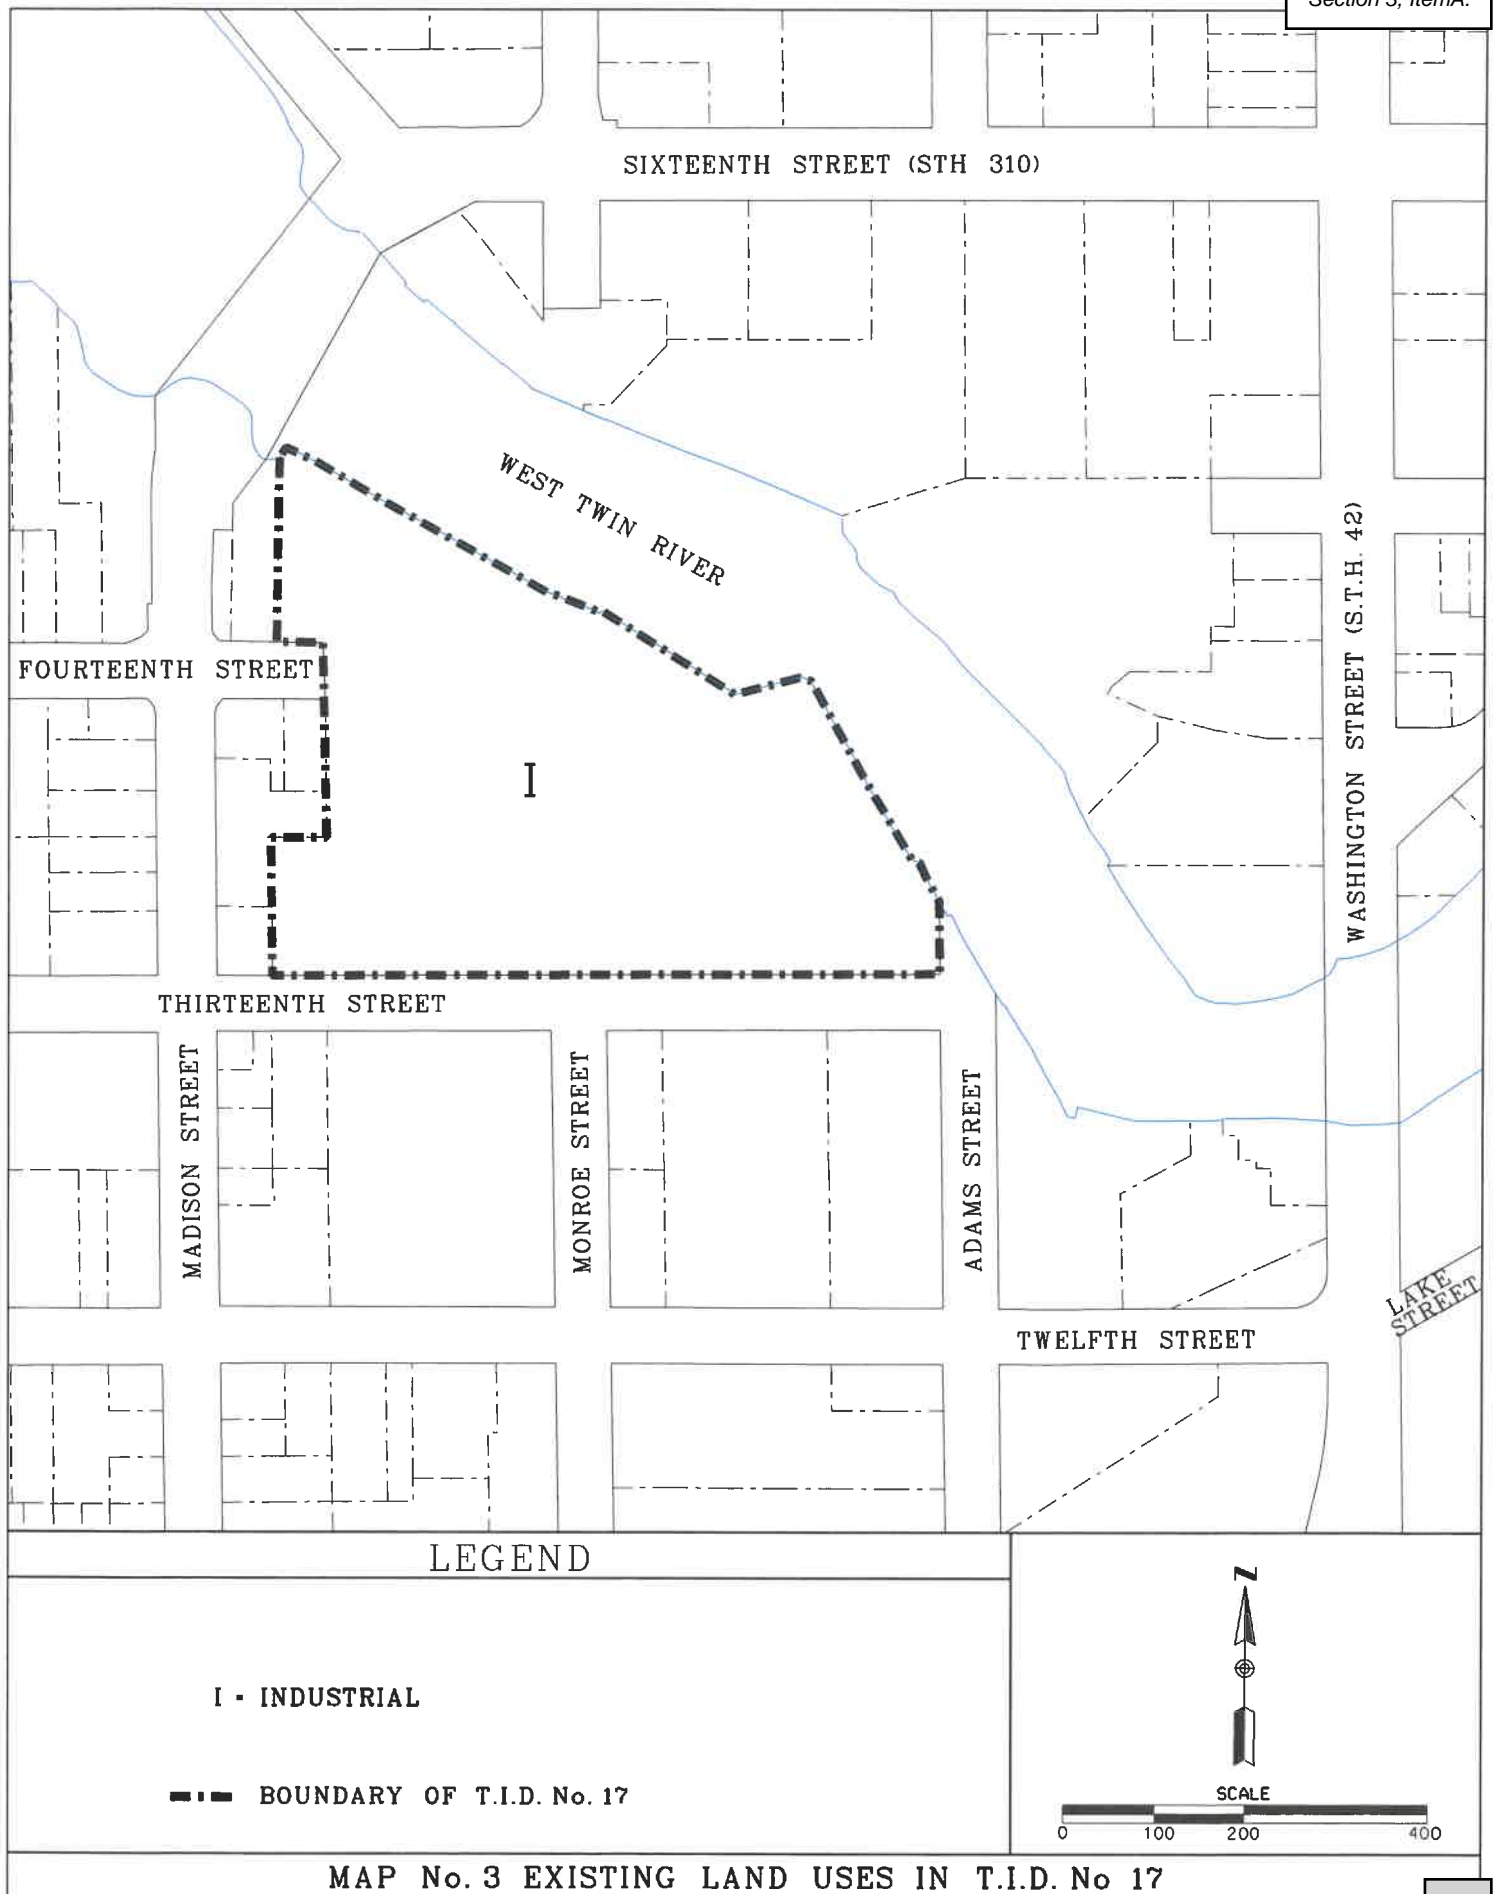 Section 3, ItemA.
SIXTEENTH STREET (STH 310)
WEST TWIN RIVER
WASHINGTON STREET (S.T.H. 42)
FOURTEENTH STREET
I
THIRTEENTH STREET
MADISON STREET
MONROE STREET
ADAMS STREET
LAKE
STREET
TWELFTH STREET
LEGEND
N
I - INDUSTRIAL
BOUNDARY OF T.I.D. No. 17
SCALE
0 100 200 400
MAP No. 3 EXISTING LAND USES IN T.I.D. No 17